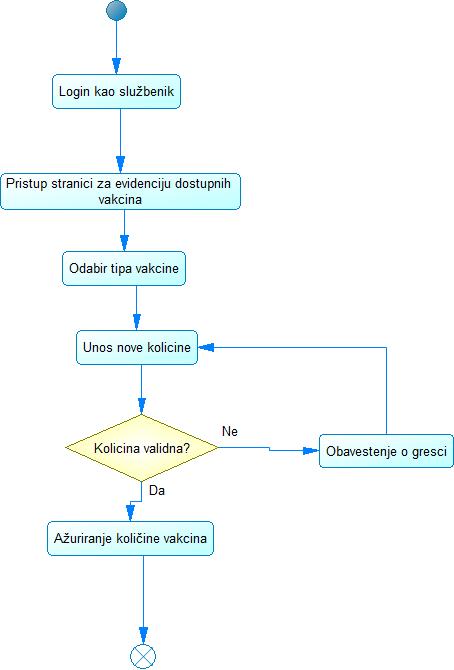 Login kao službenik
Pristup stranici za evidenciju dostupnih
vakcina
Odabir tipa vakcine
Unos nove kolicine
Kolicina validna?
Ne
Obavestenje o gresci
Da
Ažuriranje količine vakcina